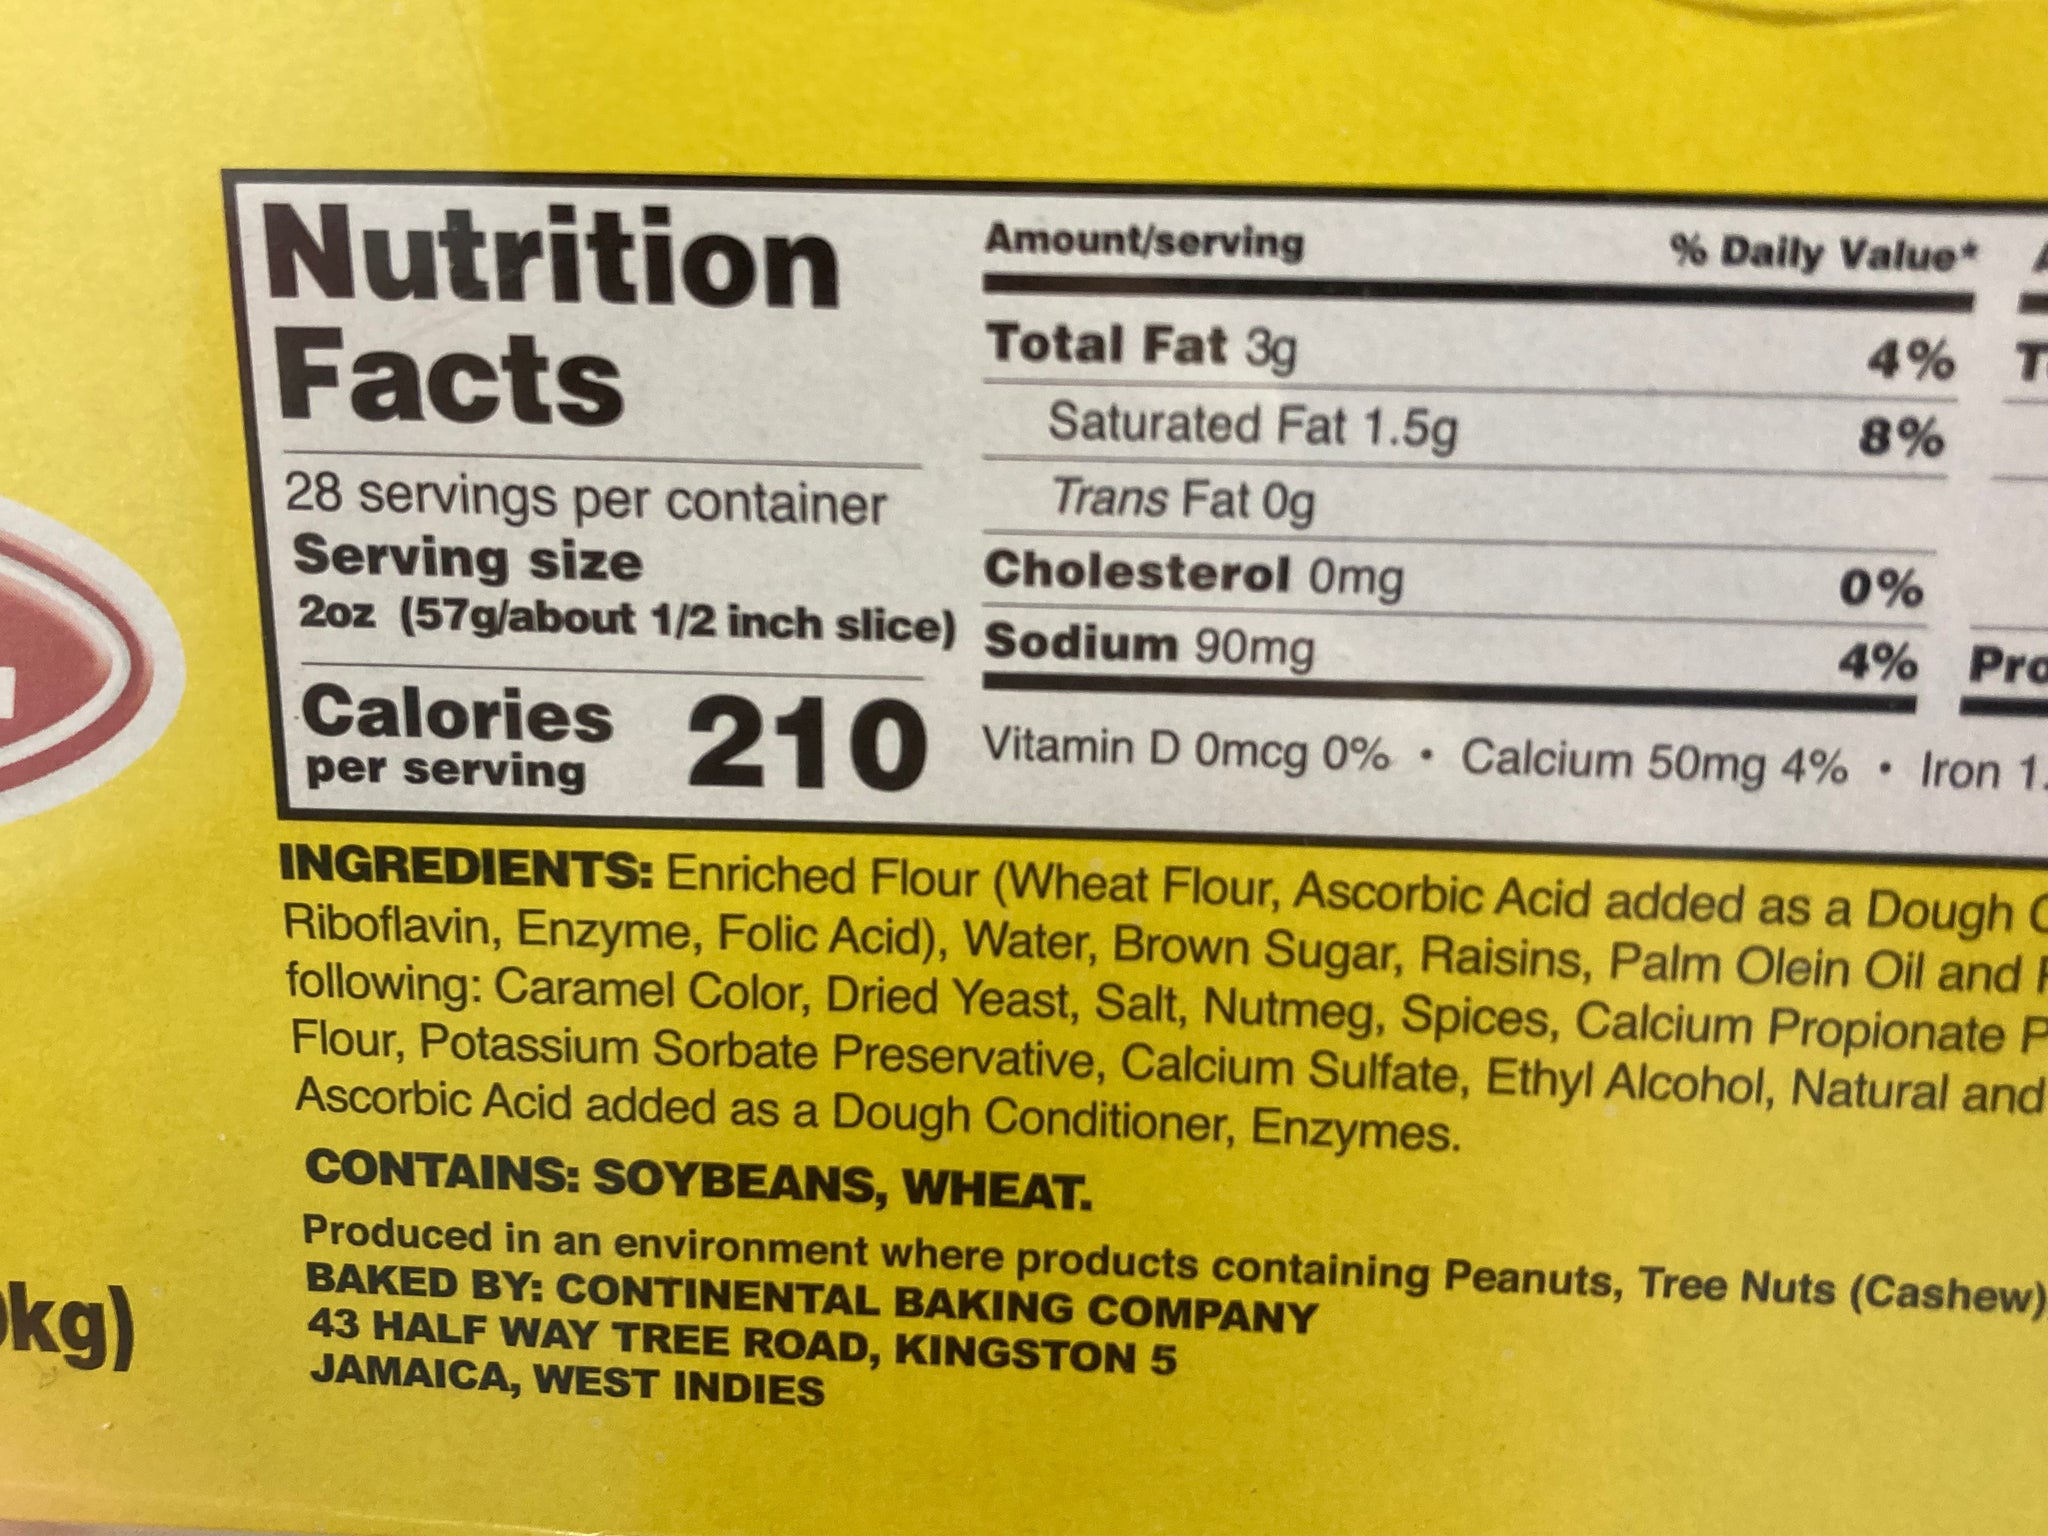 Nutrition
Facts
28 servings per container
Serving size
2oz (57g/about 1/2 inch slice)
Calories
per serving
210
Amount/serving % Daily Value*
Total Fat 3g 4%
Saturated Fat 1.5g 8%
Trans Fat 0g
Cholesterol 0mg 0%
Sodium 90mg 4%
Pro
Vitamin D 0mcg 0% • Calcium 50mg 4% • Iron 1.
INGREDIENTS: Enriched Flour (Wheat Flour, Ascorbic Acid added as a Dough
Riboflavin, Enzyme, Folic Acid), Water, Brown Sugar, Raisins, Palm Olein Oil and
following: Caramel Color, Dried Yeast, Salt, Nutmeg, Spices, Calcium Propionate P
Flour, Potassium Sorbate Preservative, Calcium Sulfate, Ethyl Alcohol, Natural and
Ascorbic Acid added as a Dough Conditioner, Enzymes.
CONTAINS: SOYBEANS, WHEAT.
Produced in an environment where products containing Peanuts, Tree Nuts (Cashew),
BAKED BY: CONTINENTAL BAKING COMPANY
43 HALF WAY TREE ROAD, KINGSTON 5
JAMAICA, WEST INDIES
kg)